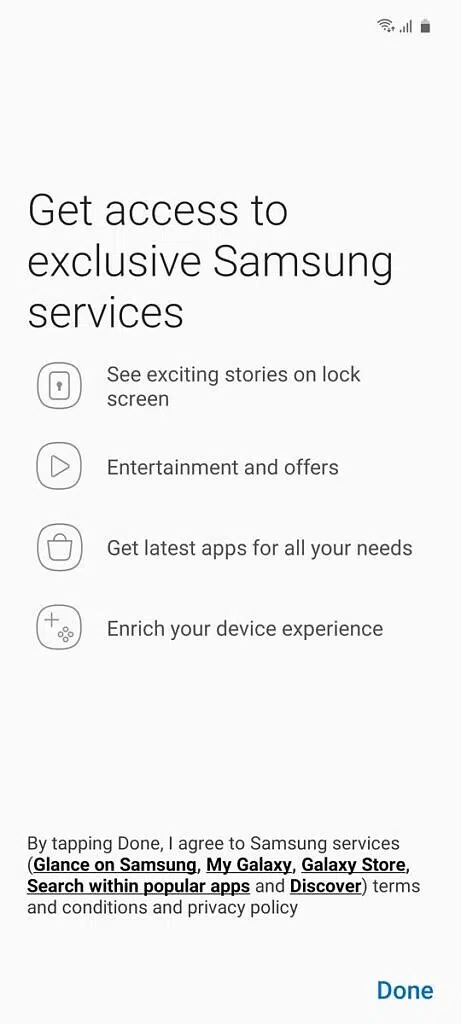 Get access to
exclusive Samsung
services
See exciting stories on lock
screen
Entertainment and offers
Get latest apps for all your needs
Enrich your device experience
By tapping Done, I agree to Samsung services
(Glance on Samsung, My Galaxy, Galaxy Store,
Search within popular apps and Discover) terms
and conditions and privacy policy
Done